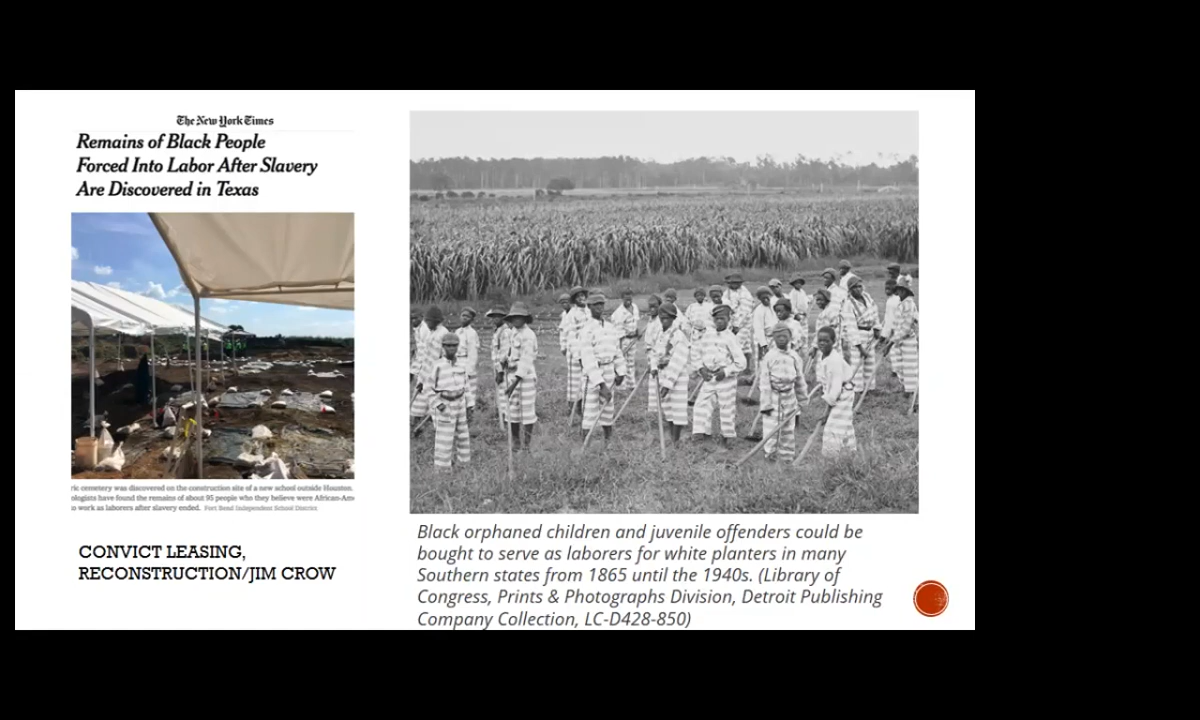 The New York Times
Remains of Black People
Forced Into Labor After Slavery
Are Discovered in Texas
ric cemetery was discovered on the construction site of a new school outside Houston.
ologists have found the remains of about 95 people who they believe were African-Ame
o work as laborers after slavery ended. Fort Bend Independent School District
CONVICT LEASING,
RECONSTRUCTION/JIM CROW
Black orphaned children and juvenile offenders could be
bought to serve as laborers for white planters in many
Southern states from 1865 until the 1940s. (Library of
Congress, Prints & Photographs Division, Detroit Publishing
Company Collection, LC-D428-850)